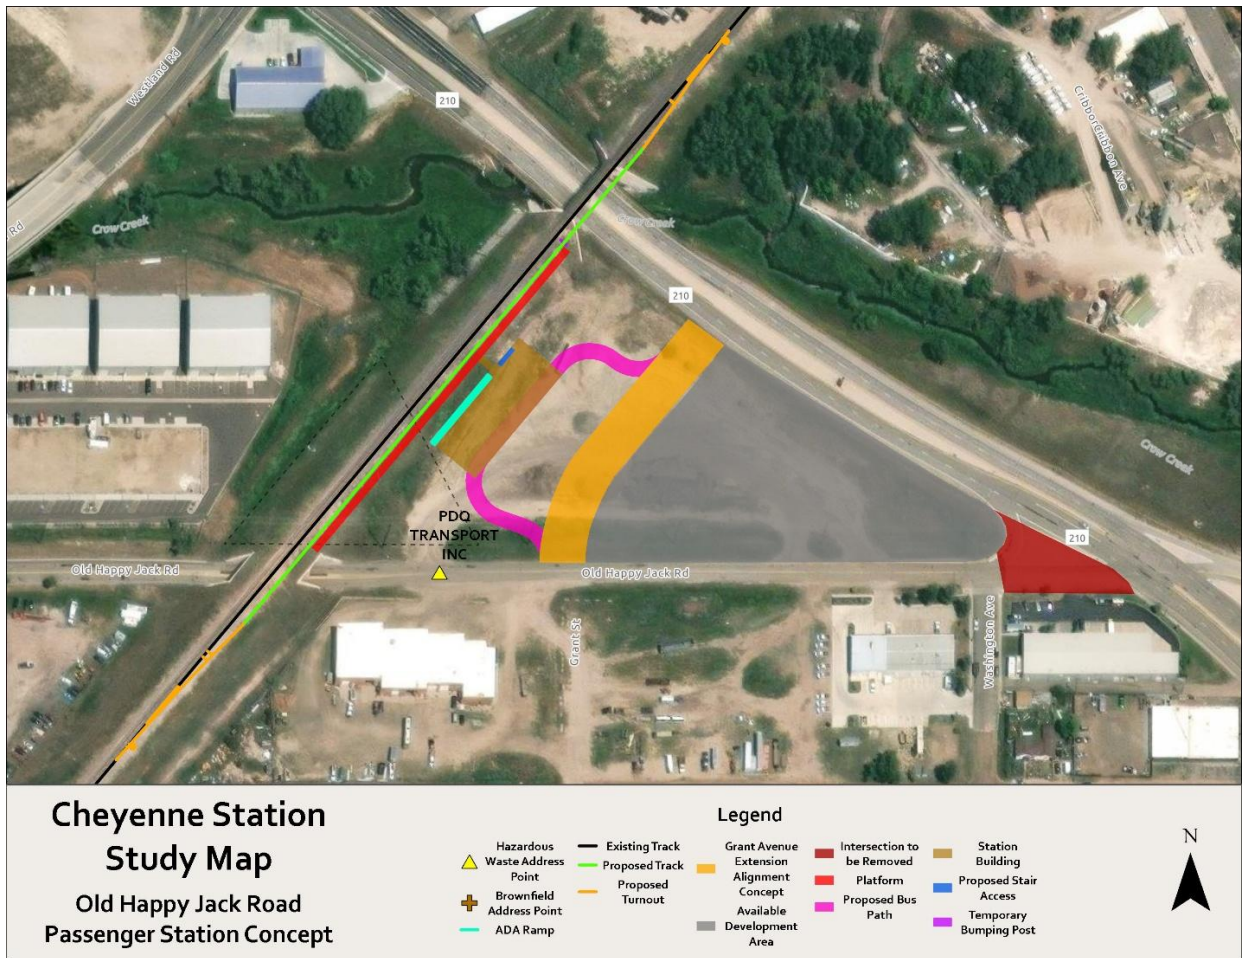 Westland Rd
210
CribborCribbon Ave
Crow Creek
Crow Creek
Rd
210
Crow Creek
PDQ
TRANSPORT
INC
210
Old Happy Jack Rd
Old Happy Jack Rd
Grant St
Washington Ave
Cheyenne Station
Study Map
Old Happy Jack Road
Passenger Station Concept
Legend
Hazardous
Waste Address
Point
Brownfield
Address Point
ADA Ramp
Existing Track
Proposed Track
Proposed
Turnout
Grant Avenue
Extension
Alignment
Concept
Available
Development
Area
Intersection to
be Removed
Platform
Proposed Bus
Path
Station
Building
Proposed Stair
Access
Temporary
Bumping Post
N